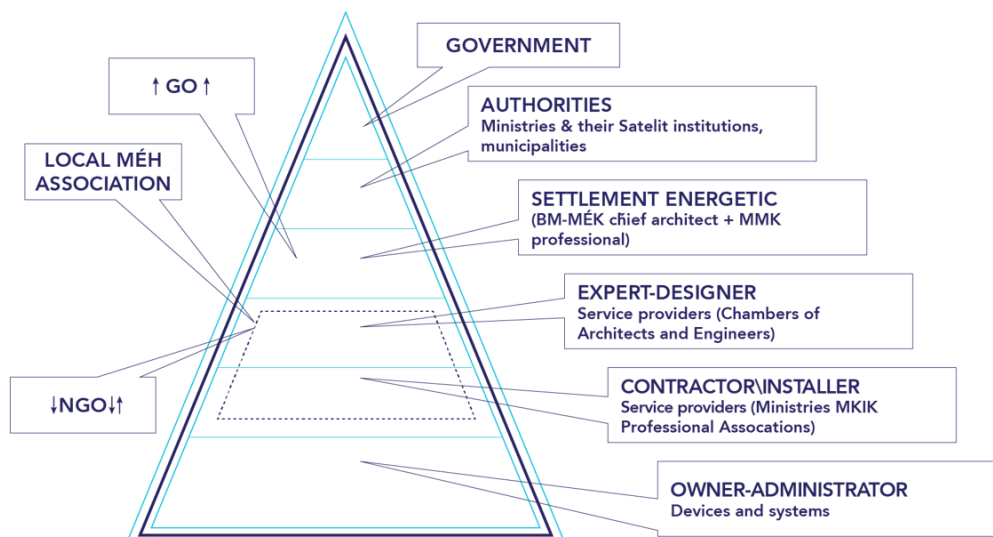 GOVERNMENT
↑ GO ↑
AUTHORITIES
Ministries & their Satelit institutions,
municipalities
LOCAL MÉH
ASSOCIATION
SETTLEMENT ENERGETIC
(BM-MÉK chief architect + MMK
professional)
EXPERT-DESIGNER
Service providers (Chambers of
Architects and Engineers)
↓NGO↓↑
CONTRACTOR\INSTALLER
Service providers (Ministries MKIK
Professional Assocations)
OWNER-ADMINISTRATOR
Devices and systems